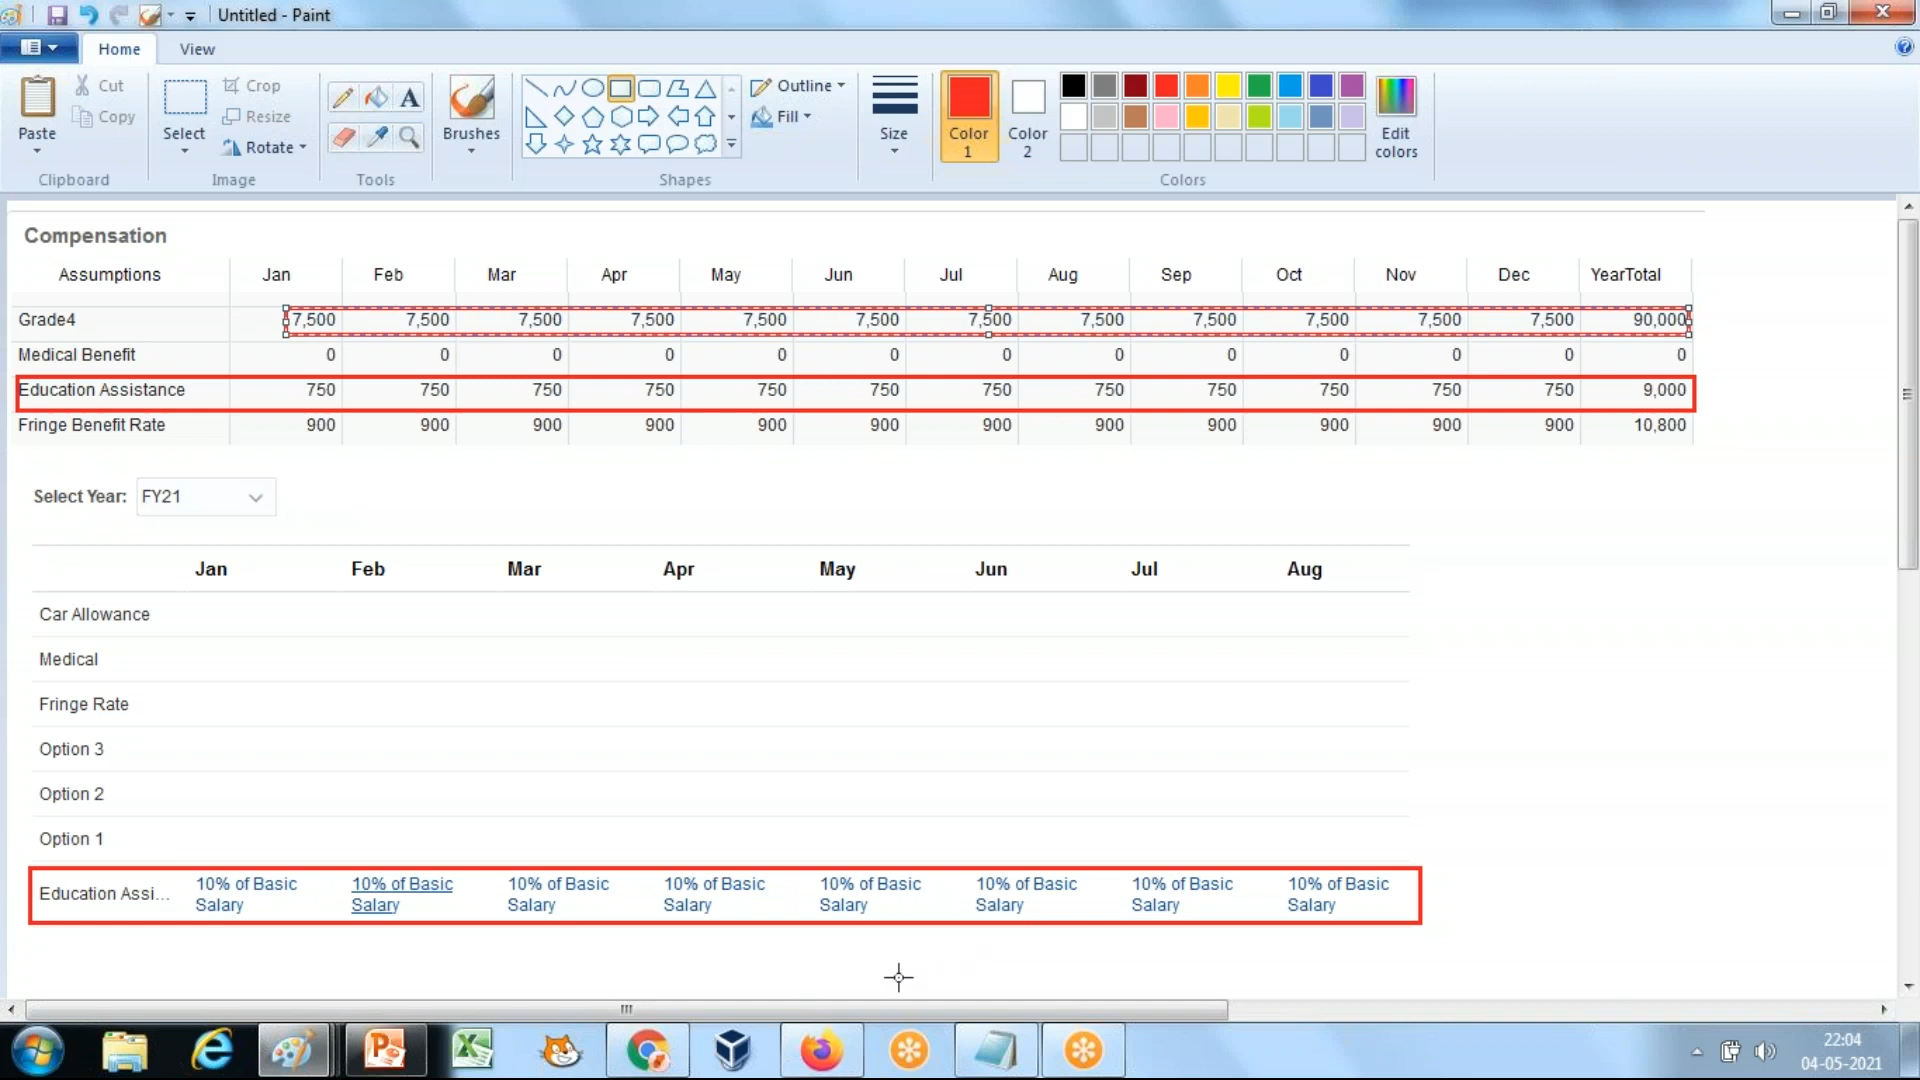 Untitled - Paint
Home View
Paste Cut Copy
Clipboard
Select Crop Resize Rotate
Image
A
Tools
Brushes
Shapes
Outline Fill
Size
Color 1
Color 2
Edit colors
Colors
Compensation
Assumptions Jan Feb Mar Apr May Jun Jul Aug Sep Oct Nov Dec YearTotal
Grade4 7,500 7,500 7,500 7,500 7,500 7,500 7,500 7,500 7,500 7,500 7,500 7,500 90,000
Medical Benefit 0 0 0 0 0 0 0 0 0 0 0 0 0
Education Assistance 750 750 750 750 750 750 750 750 750 750 750 750 9,000
Fringe Benefit Rate 900 900 900 900 900 900 900 900 900 900 900 900 10,800
Select Year: FY21
Jan Feb Mar Apr May Jun Jul Aug
Car Allowance
Medical
Fringe Rate
Option 3
Option 2
Option 1
Education Assi... 10% of Basic Salary 10% of Basic Salary 10% of Basic Salary 10% of Basic Salary 10% of Basic Salary 10% of Basic Salary 10% of Basic Salary 10% of Basic Salary
22:04
04-05-2021